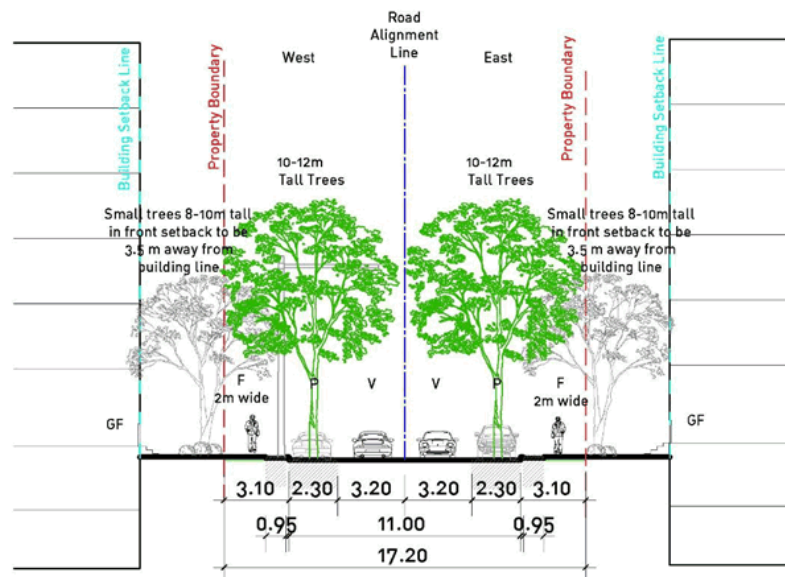 Road
Alignment
Line
West
East
Building Setback Line
Property Boundary
Property Boundary
Building Setback Line
10-12m
Tall Trees
10-12m
Tall Trees
Small trees 8-10m tall
in front setback to be
3.5 m away from
building line
Small trees 8-10m tall
in front setback to be
3.5 m away from
building line
F
2m wide
P
V
V
P
F
2m wide
GF
GF
3.10
2.30
3.20
3.20
2.30
3.10
0.95
11.00
0.95
17.20